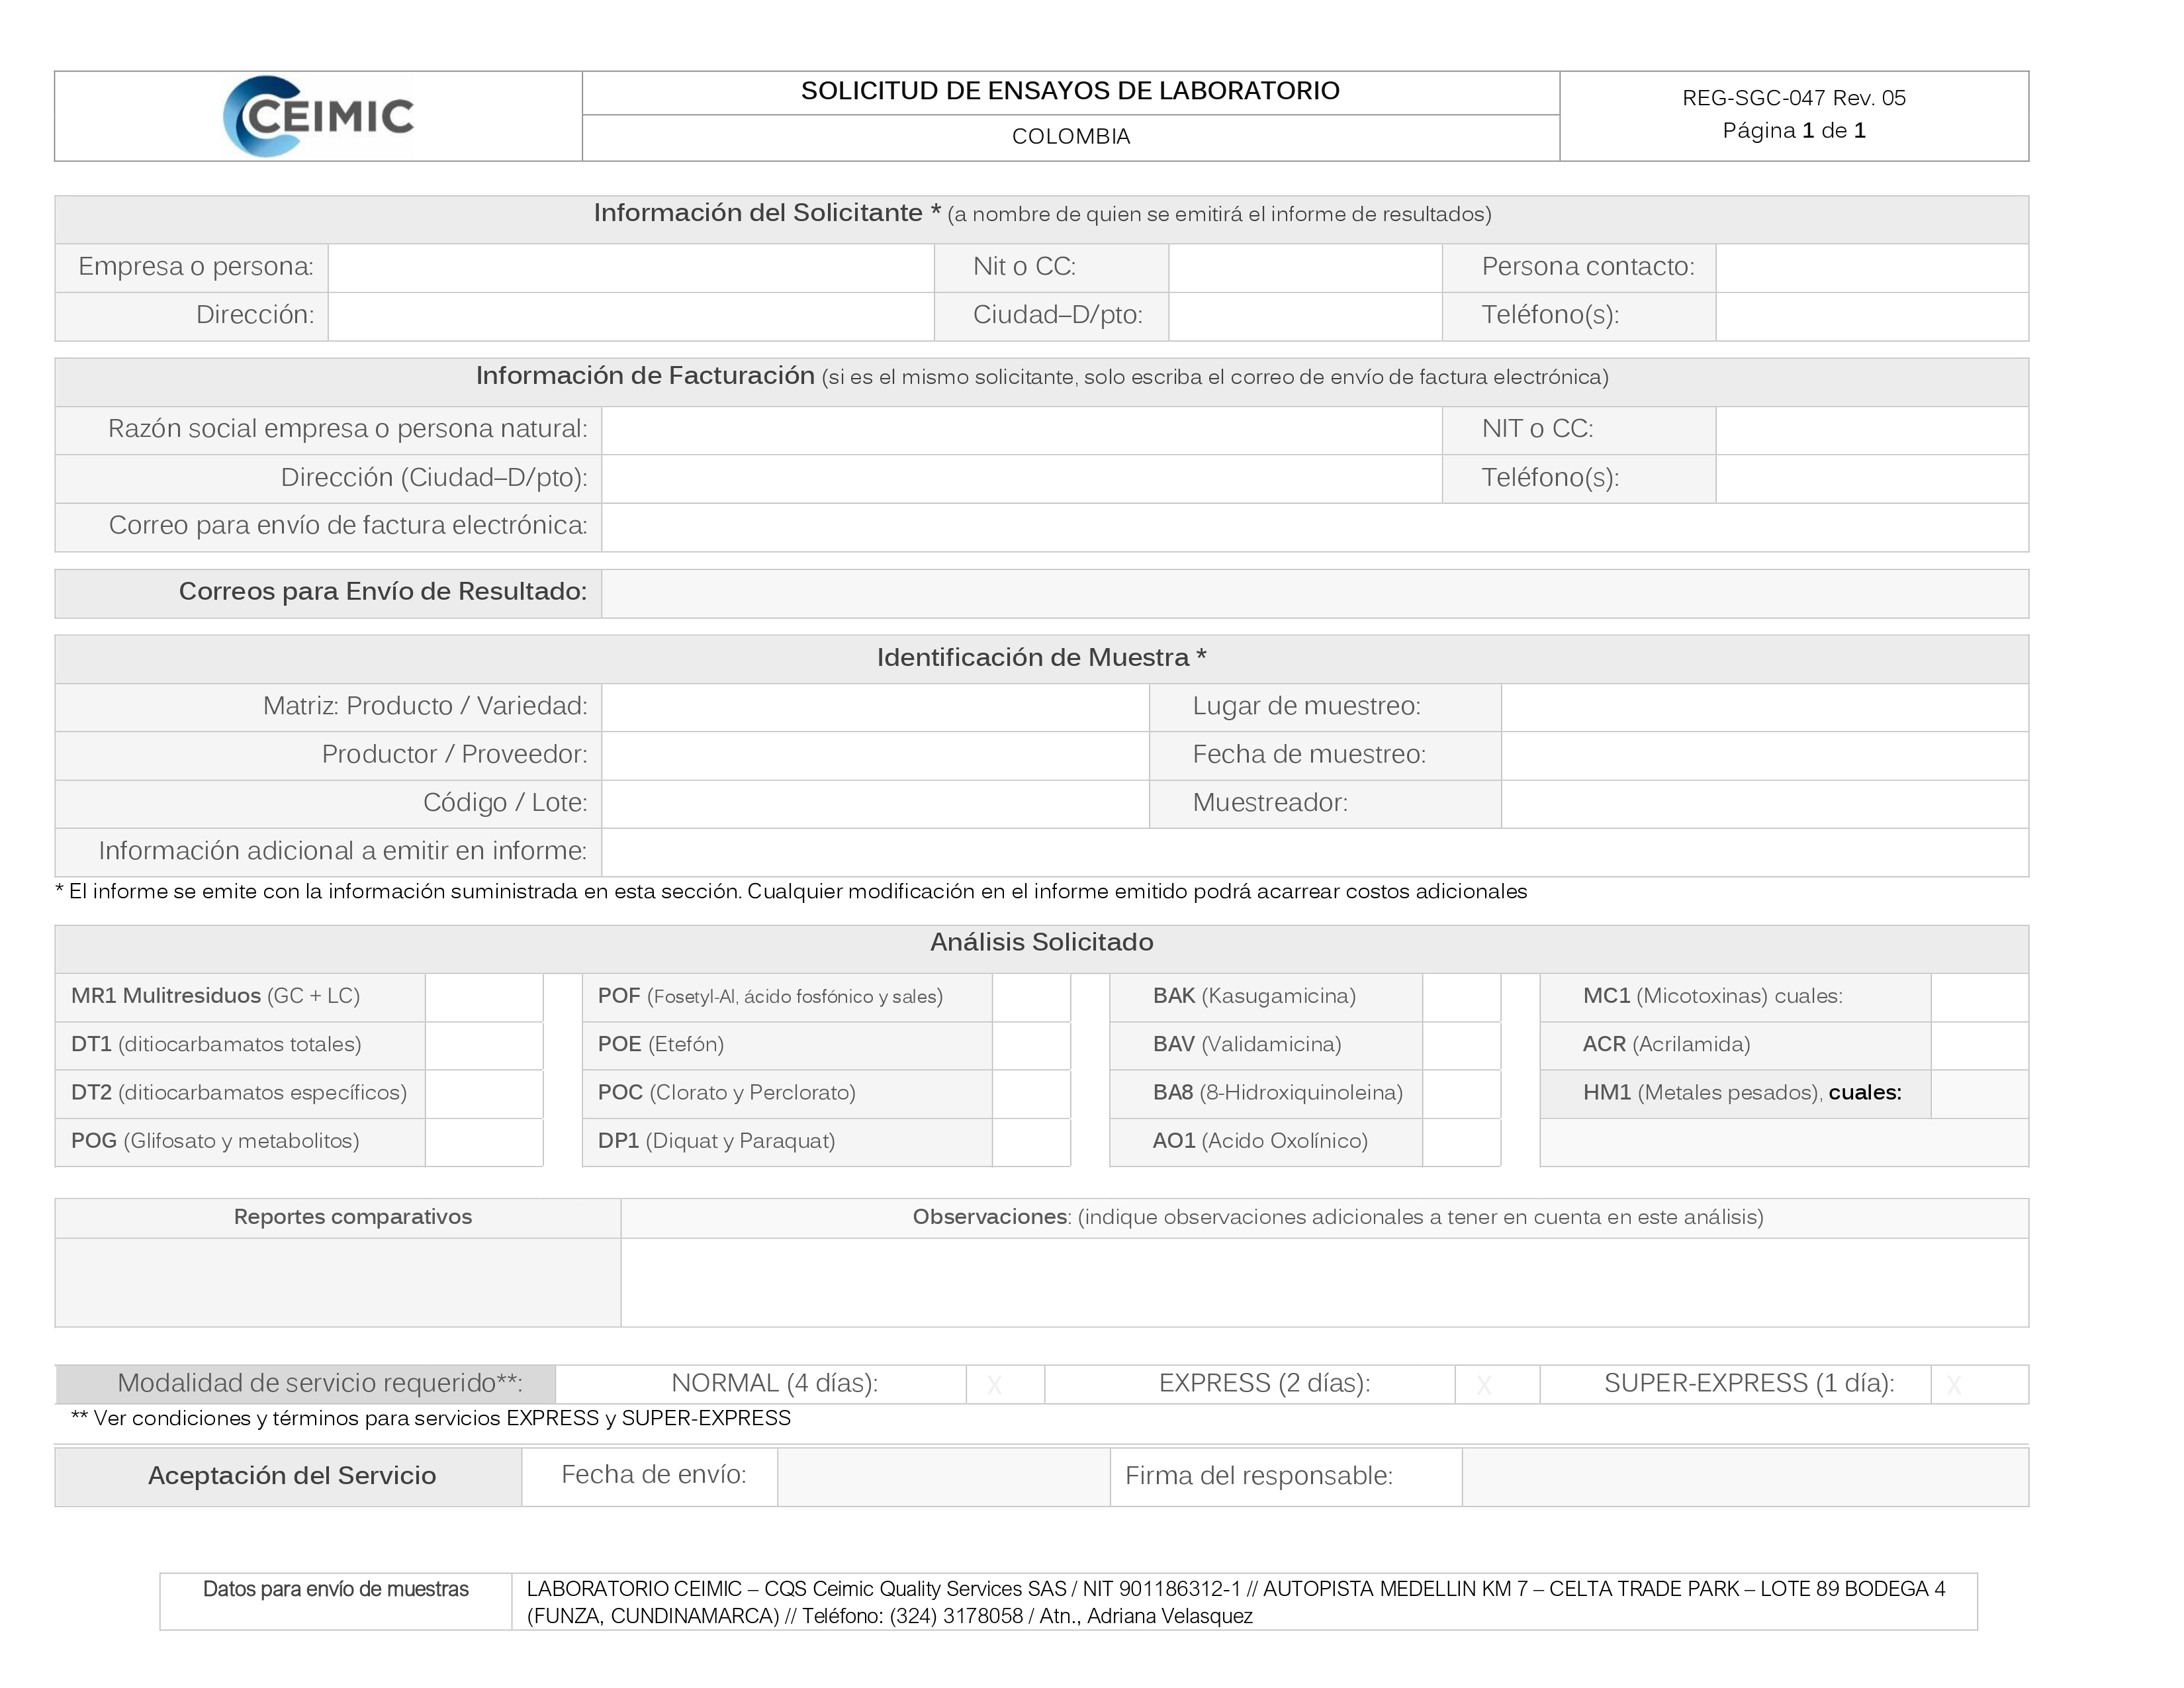 CEIMIC
SOLICITUD DE ENSAYOS DE LABORATORIO
COLOMBIA
REG-SGC-047 Rev. 05
Página 1 de 1
Información del Solicitante * (a nombre de quien se emitirá el informe de resultados)
Empresa o persona: Nit o CC: Persona contacto:
Dirección: Ciudad–D/pto: Teléfono(s):
Información de Facturación (si es el mismo solicitante, solo escriba el correo de envío de factura electrónica)
Razón social empresa o persona natural: NIT o CC:
Dirección (Ciudad–D/pto): Teléfono(s):
Correo para envío de factura electrónica:
Correos para Envío de Resultado:
Identificación de Muestra *
Matriz: Producto / Variedad: Lugar de muestreo:
Productor / Proveedor: Fecha de muestreo:
Código / Lote: Muestreador:
Información adicional a emitir en informe:
* El informe se emite con la información suministrada en esta sección. Cualquier modificación en el informe emitido podrá acarrear costos adicionales
Análisis Solicitado
MR1 Mulitresiduos (GC + LC) POF (Fosetyl-Al, ácido fosfónico y sales) BAK (Kasugamicina) MC1 (Micotoxinas) cuales:
DT1 (ditiocarbamatos totales) POE (Etefón) BAV (Validamicina) ACR (Acrilamida)
DT2 (ditiocarbamatos específicos) POC (Clorato y Perclorato) BA8 (8-Hidroxiquinoleina) HM1 (Metales pesados), cuales:
POG (Glifosato y metabolitos) DP1 (Diquat y Paraquat) AO1 (Acido Oxolínico)
Reportes comparativos Observaciones: (indique observaciones adicionales a tener en cuenta en este análisis)
Modalidad de servicio requerido**: NORMAL (4 días): X EXPRESS (2 días): X SUPER-EXPRESS (1 día): X
** Ver condiciones y términos para servicios EXPRESS y SUPER-EXPRESS
Aceptación del Servicio Fecha de envío: Firma del responsable:
Datos para envío de muestras LABORATORIO CEIMIC – CQS Ceimic Quality Services SAS / NIT 901186312-1 // AUTOPISTA MEDELLIN KM 7 – CELTA TRADE PARK – LOTE 89 BODEGA 4
(FUNZA, CUNDINAMARCA) // Teléfono: (324) 3178058 / Atn., Adriana Velasquez